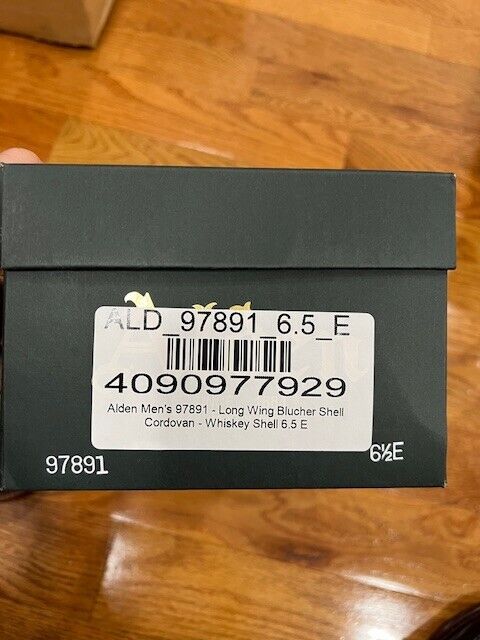 ALD_97891_6.5_E
4090977929
Alden Men's 97891 - Long Wing Blucher Shell
Cordovan - Whiskey Shell 6.5 E
97891
6½E